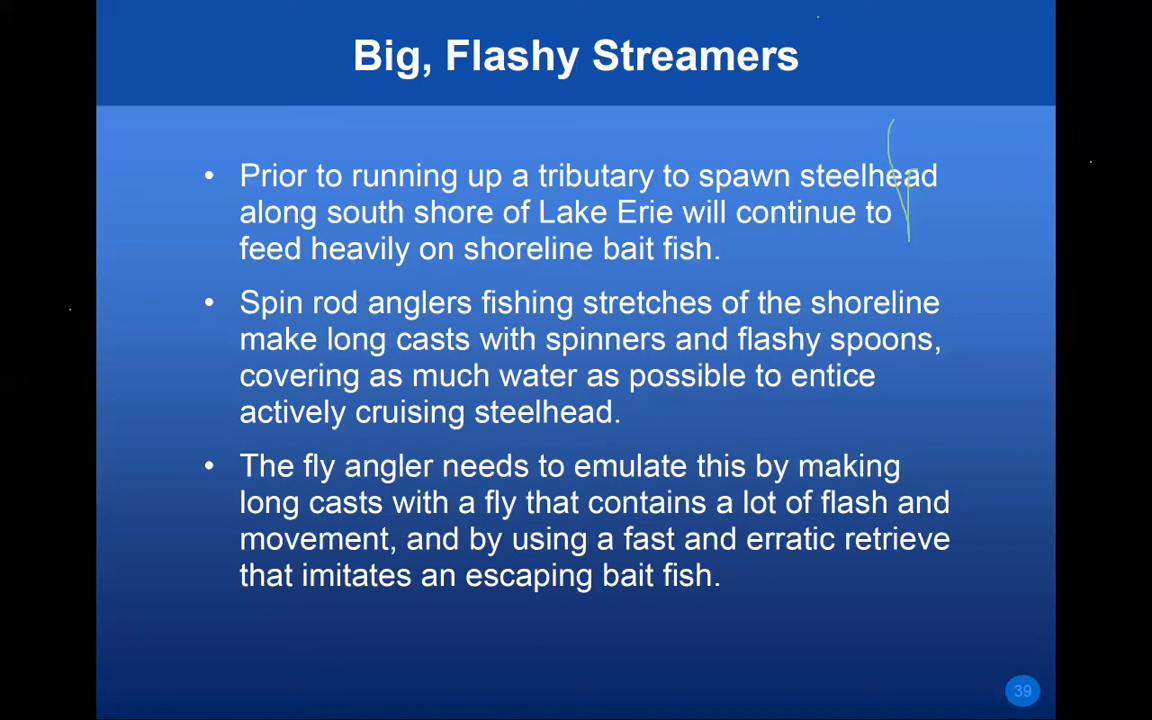 Big, Flashy Streamers
• Prior to running up a tributary to spawn steelhead
along south shore of Lake Erie will continue to
feed heavily on shoreline bait fish.
• Spin rod anglers fishing stretches of the shoreline
make long casts with spinners and flashy spoons,
covering as much water as possible to entice
actively cruising steelhead.
• The fly angler needs to emulate this by making
long casts with a fly that contains a lot of flash and
movement, and by using a fast and erratic retrieve
that imitates an escaping bait fish.
39